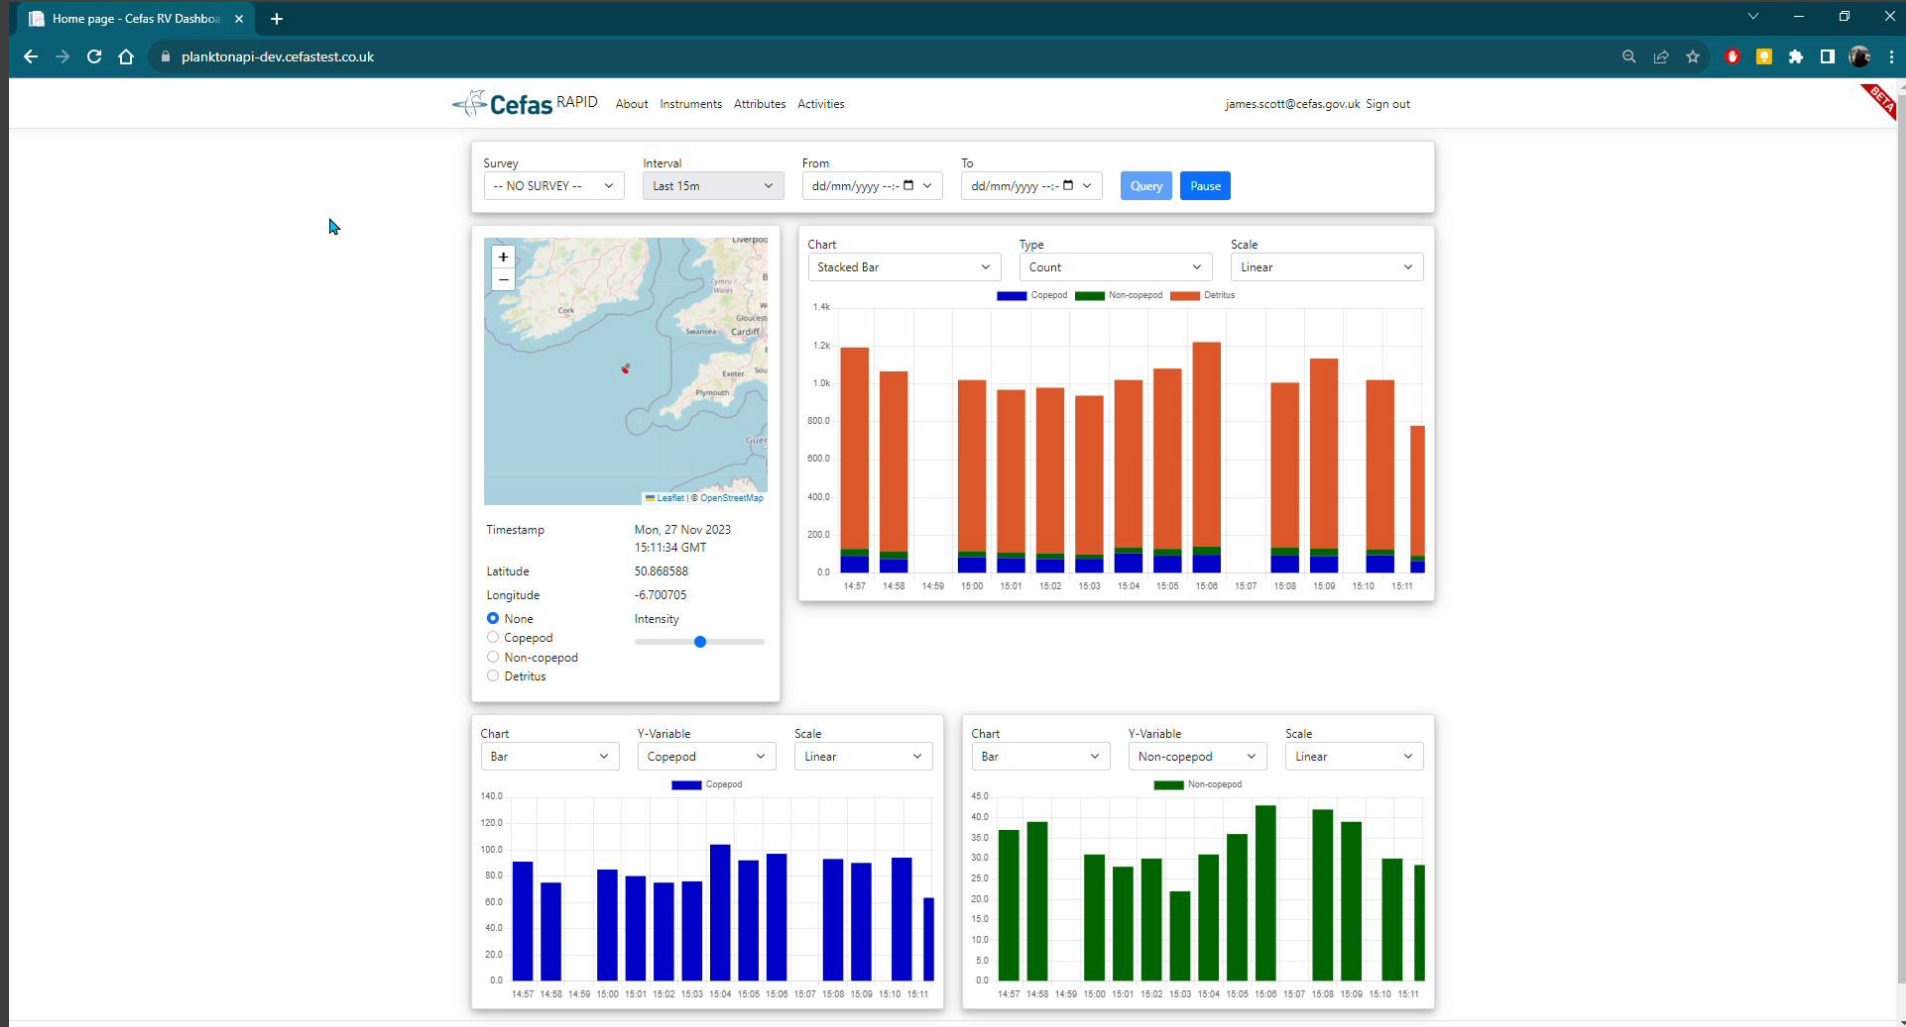 Home page - Cefas RV Dashboa
planktonapi-dev.cefastest.co.uk
Cefas RAPID About Instruments Attributes Activities james.scott@cefas.gov.uk Sign out
BETA
Survey Interval From To
-- NO SURVEY -- Last 15m dd/mm/yyyy --:- dd/mm/yyyy --:- Query Pause
+
−
Liverpoo
Cymru /
Wales
Cork
Gloucest
Swansea Cardiff
Exeter Sou
Plymouth
Guer
Leaflet | © OpenStreetMap
Timestamp Mon, 27 Nov 2023
15:11:34 GMT
Latitude 50.868588
Longitude -6.700705
None Intensity
Copepod
Non-copepod
Detritus
Chart Type Scale
Stacked Bar Count Linear
Copepod Non-copepod Detritus
1.4k
1.2k
1.0k
800.0
600.0
400.0
200.0
0.0
14:57 14:58 14:59 15:00 15:01 15:02 15:03 15:04 15:05 15:06 15:07 15:08 15:09 15:10 15:11
Chart Y-Variable Scale
Bar Copepod Linear
Copepod
140.0
120.0
100.0
80.0
60.0
40.0
20.0
0.0
14:57 14:58 14:59 15:00 15:01 15:02 15:03 15:04 15:05 15:06 15:07 15:08 15:09 15:10 15:11
Chart Y-Variable Scale
Bar Non-copepod Linear
Non-copepod
45.0
40.0
35.0
30.0
25.0
20.0
15.0
10.0
5.0
0.0
14:57 14:58 14:59 15:00 15:01 15:02 15:03 15:04 15:05 15:06 15:07 15:08 15:09 15:10 15:11